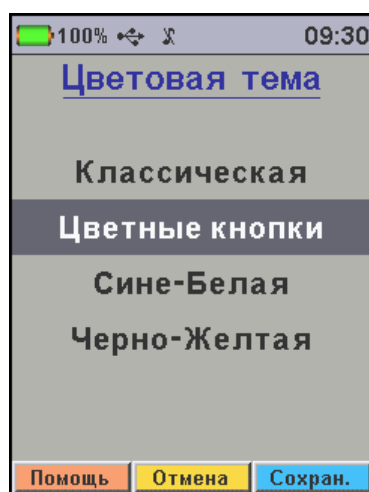 100% 09:30
Цветовая тема
Классическая
Цветные кнопки
Сине-Белая
Черно-Желтая
Помощь Отмена Сохран.